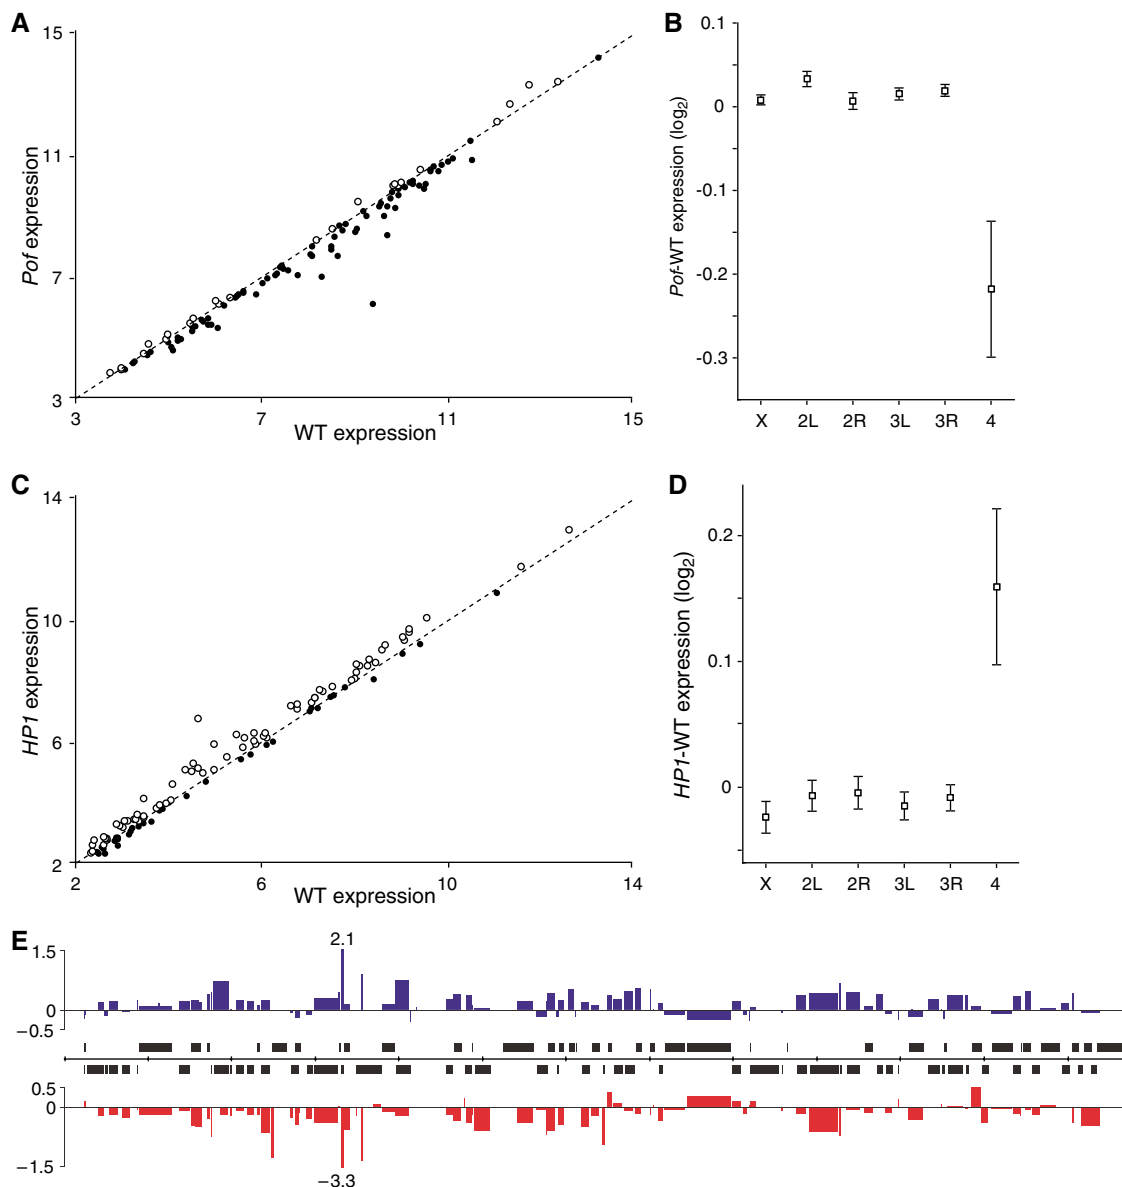 A
15
11
7
3
Pof expression
3
7
11
15
WT expression
B
0.1
0
-0.1
-0.2
-0.3
Pof-WT expression (log2)
X 2L 2R 3L 3R 4
C
14
10
6
2
HP1 expression
2
6
10
14
WT expression
D
0.2
0.1
0
HP1-WT expression (log2)
X 2L 2R 3L 3R 4
E
2.1
1.5
0
−0.5
0.5
0
−1.5
−3.3